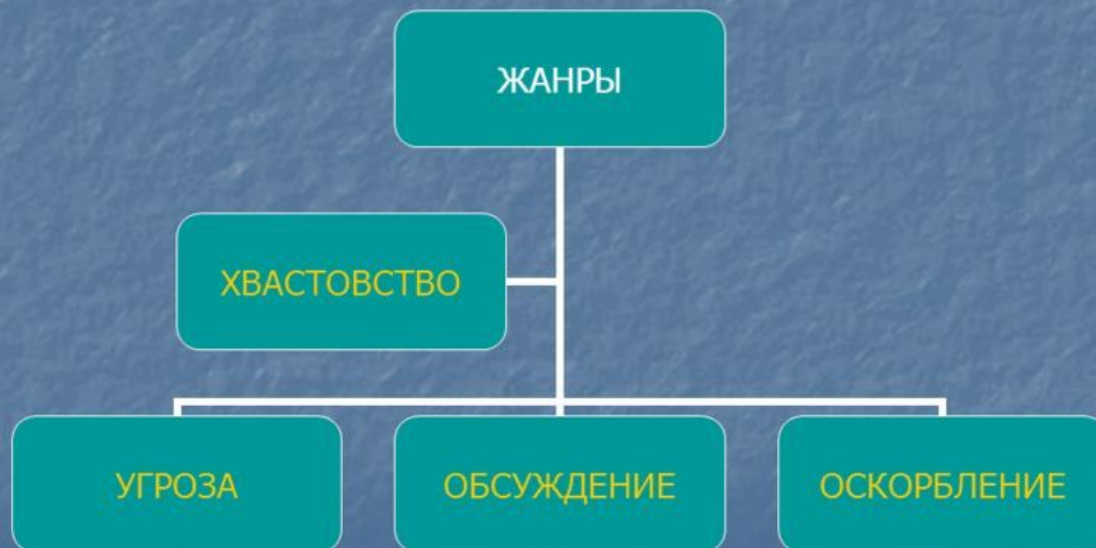 ЖАНРЫ
ХВАСТОВСТВО
УГРОЗА
ОБСУЖДЕНИЕ
ОСКОРБЛЕНИЕ